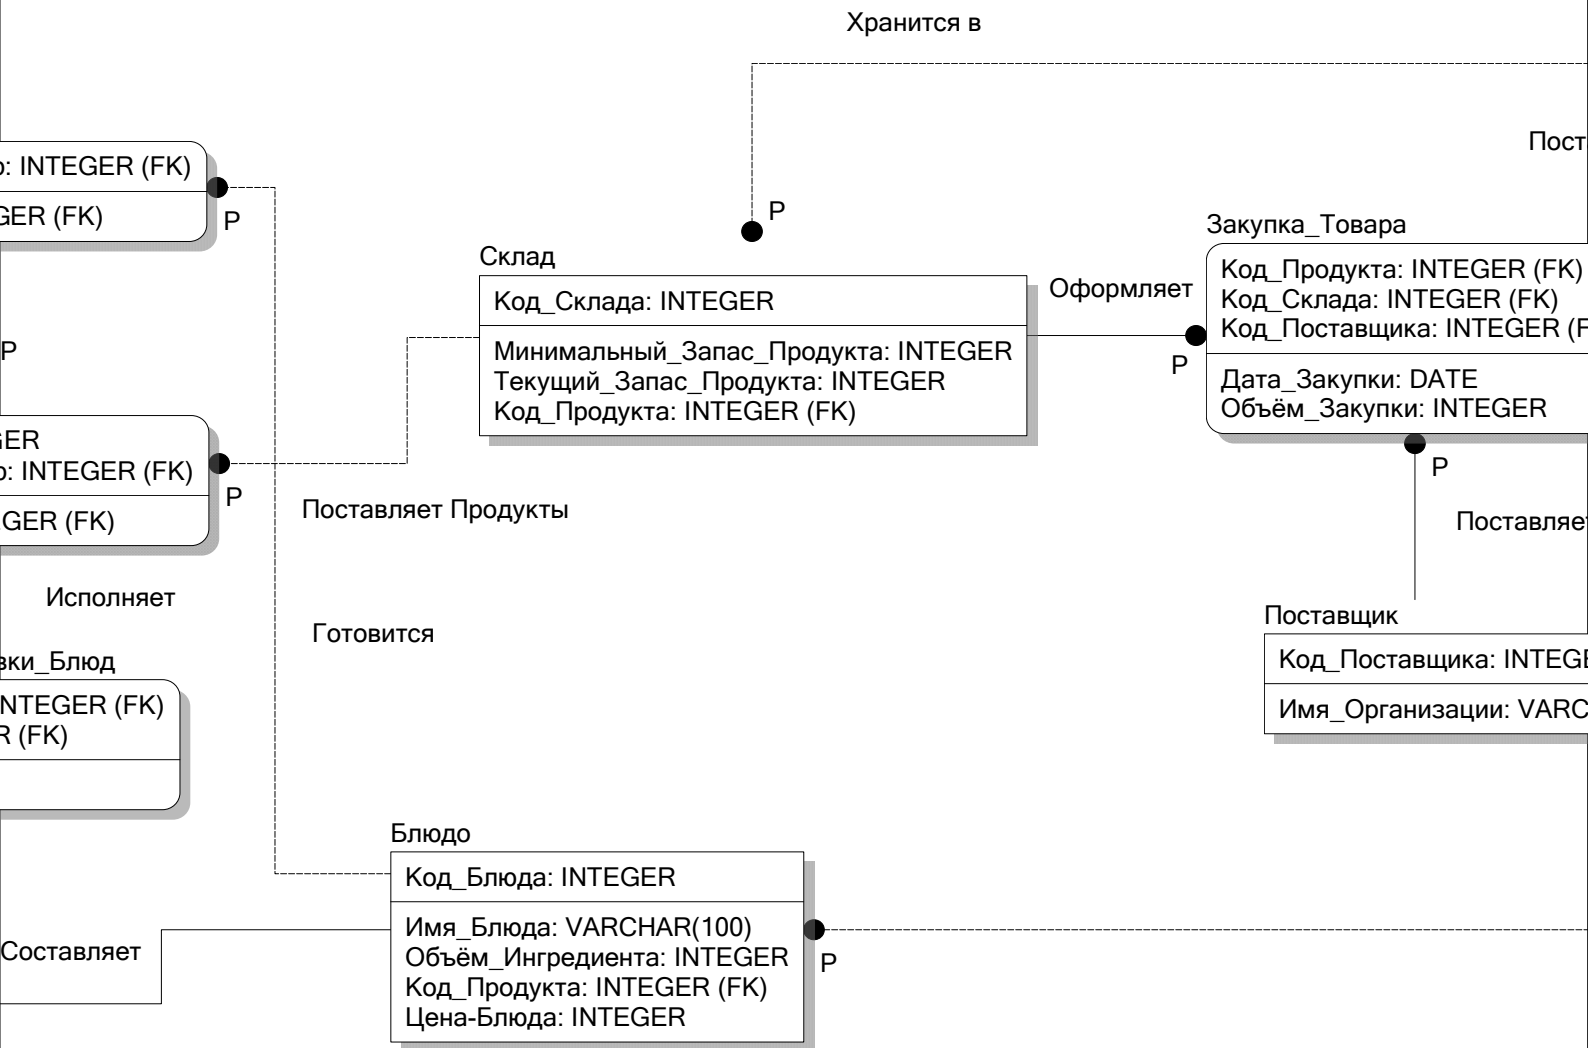 Хранится в
Пост
о: INTEGER (FK)
GER (FK)
P
P
Закупка_Товара
Код_Продукта: INTEGER (FK)
Код_Склада: INTEGER (FK)
Код_Поставщика: INTEGER (F
Дата_Закупки: DATE
Объём_Закупки: INTEGER
Склад
Код_Склада: INTEGER
Минимальный_Запас_Продукта: INTEGER
Текущий_Запас_Продукта: INTEGER
Код_Продукта: INTEGER (FK)
Оформляет
P
P
GER
о: INTEGER (FK)
GER (FK)
P
P
Поставляет Продукты
Поставляет
Исполняет
Готовится
Поставщик
Код_Поставщика: INTEGE
Имя_Организации: VARC
вки_Блюд
NTEGER (FK)
R (FK)
Блюдо
Код_Блюда: INTEGER
Имя_Блюда: VARCHAR(100)
Объём_Ингредиента: INTEGER
Код_Продукта: INTEGER (FK)
Цена-Блюда: INTEGER
P
Составляет